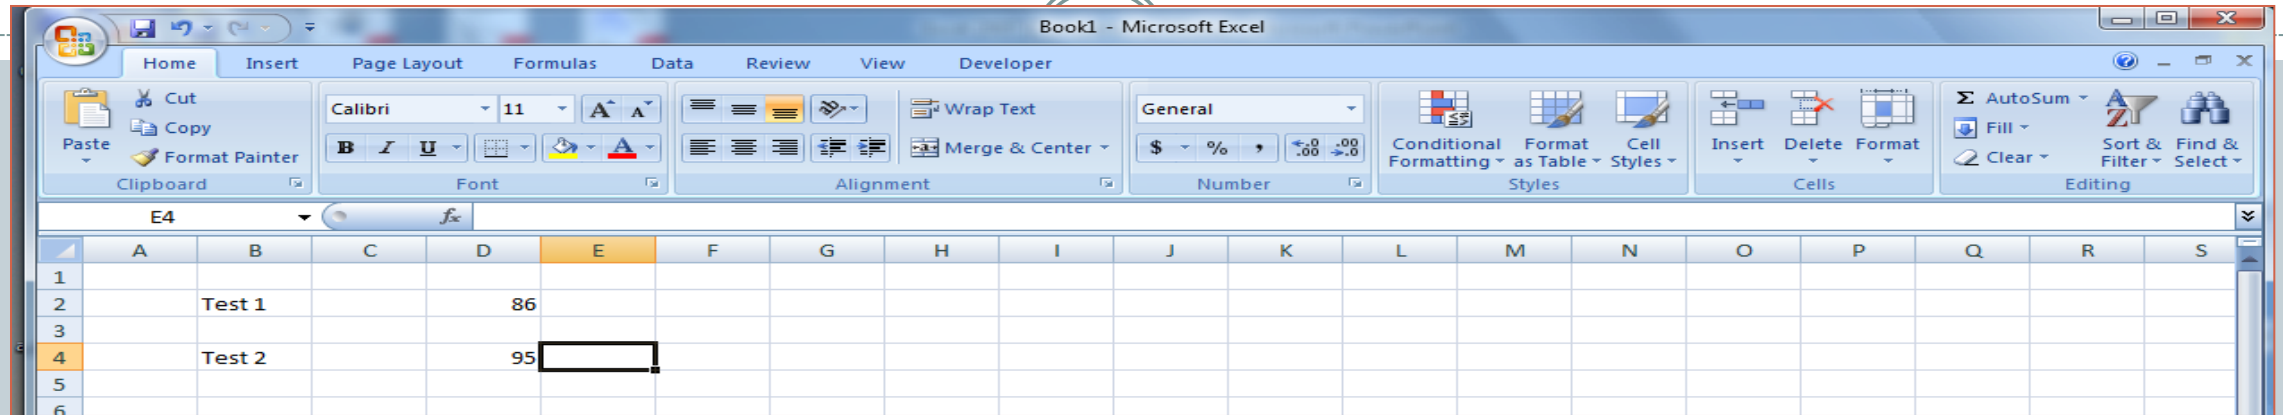 Book1 - Microsoft Excel
Home Insert Page Layout Formulas Data Review View Developer
Paste
Cut
Copy
Format Painter
Clipboard
Calibri 11
B I U
Font
Wrap Text
Merge & Center
Alignment
General
$ % , .00 .0
Number
Conditional Formatting
Format as Table
Cell Styles
Styles
Insert Delete Format
Cells
Σ AutoSum
Fill
Clear
Sort & Filter
Find & Select
Editing
E4 fx
A B C D E F G H I J K L M N O P Q R S
1
2 Test 1 86
3
4 Test 2 95
5
6